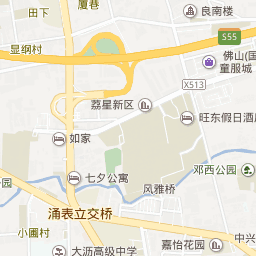 厦巷
田下
良南楼
显纲村
S55
佛山(国
童服城
X513
荔星新区
旺东假日酒
如家
邓西公园
七夕公寓
风雅桥
涌表立交桥
小圃村
大沥高级中学
嘉怡花园
中兴